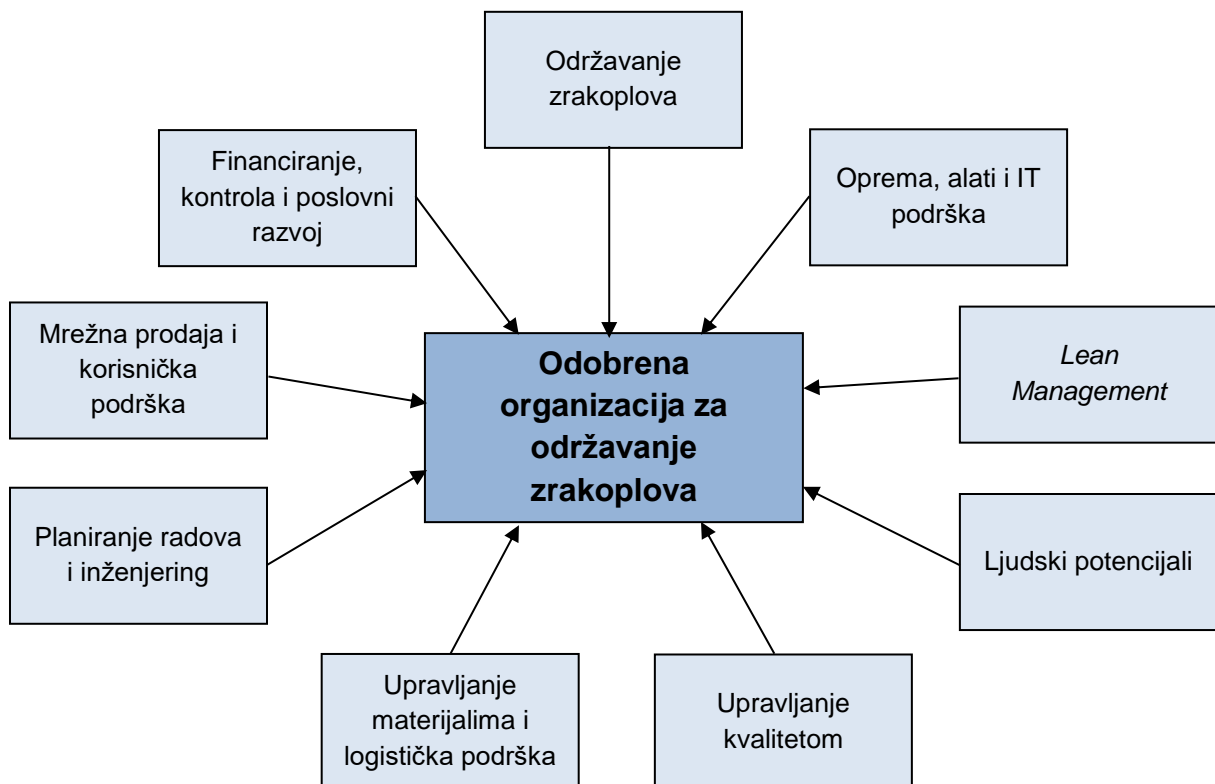 Održavanje
zrakoplova
Financiranje,
kontrola i poslovni
razvoj
Oprema, alati i IT
podrška
Mrežna prodaja i
korisnička
podrška
Odobrena
organizacija za
održavanje
zrakoplova
Lean
Management
Planiranje radova
i inženjering
Ljudski potencijali
Upravljanje
materijalima i
logistička podrška
Upravljanje
kvalitetom